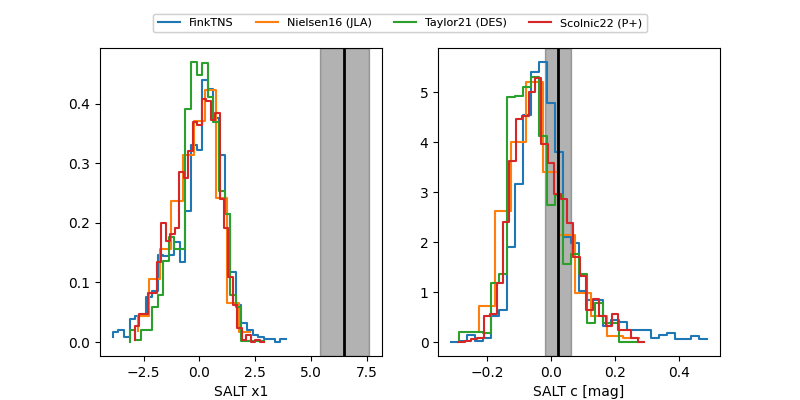 FinkTNS Nielsen16 (JLA) Taylor21 (DES) Scolnic22 (P+)
0.4
0.3
0.2
0.1
0.0
−2.5 0.0 2.5 5.0 7.5
SALT x1
5
4
3
2
1
0
−0.2 0.0 0.2 0.4
SALT c [mag]